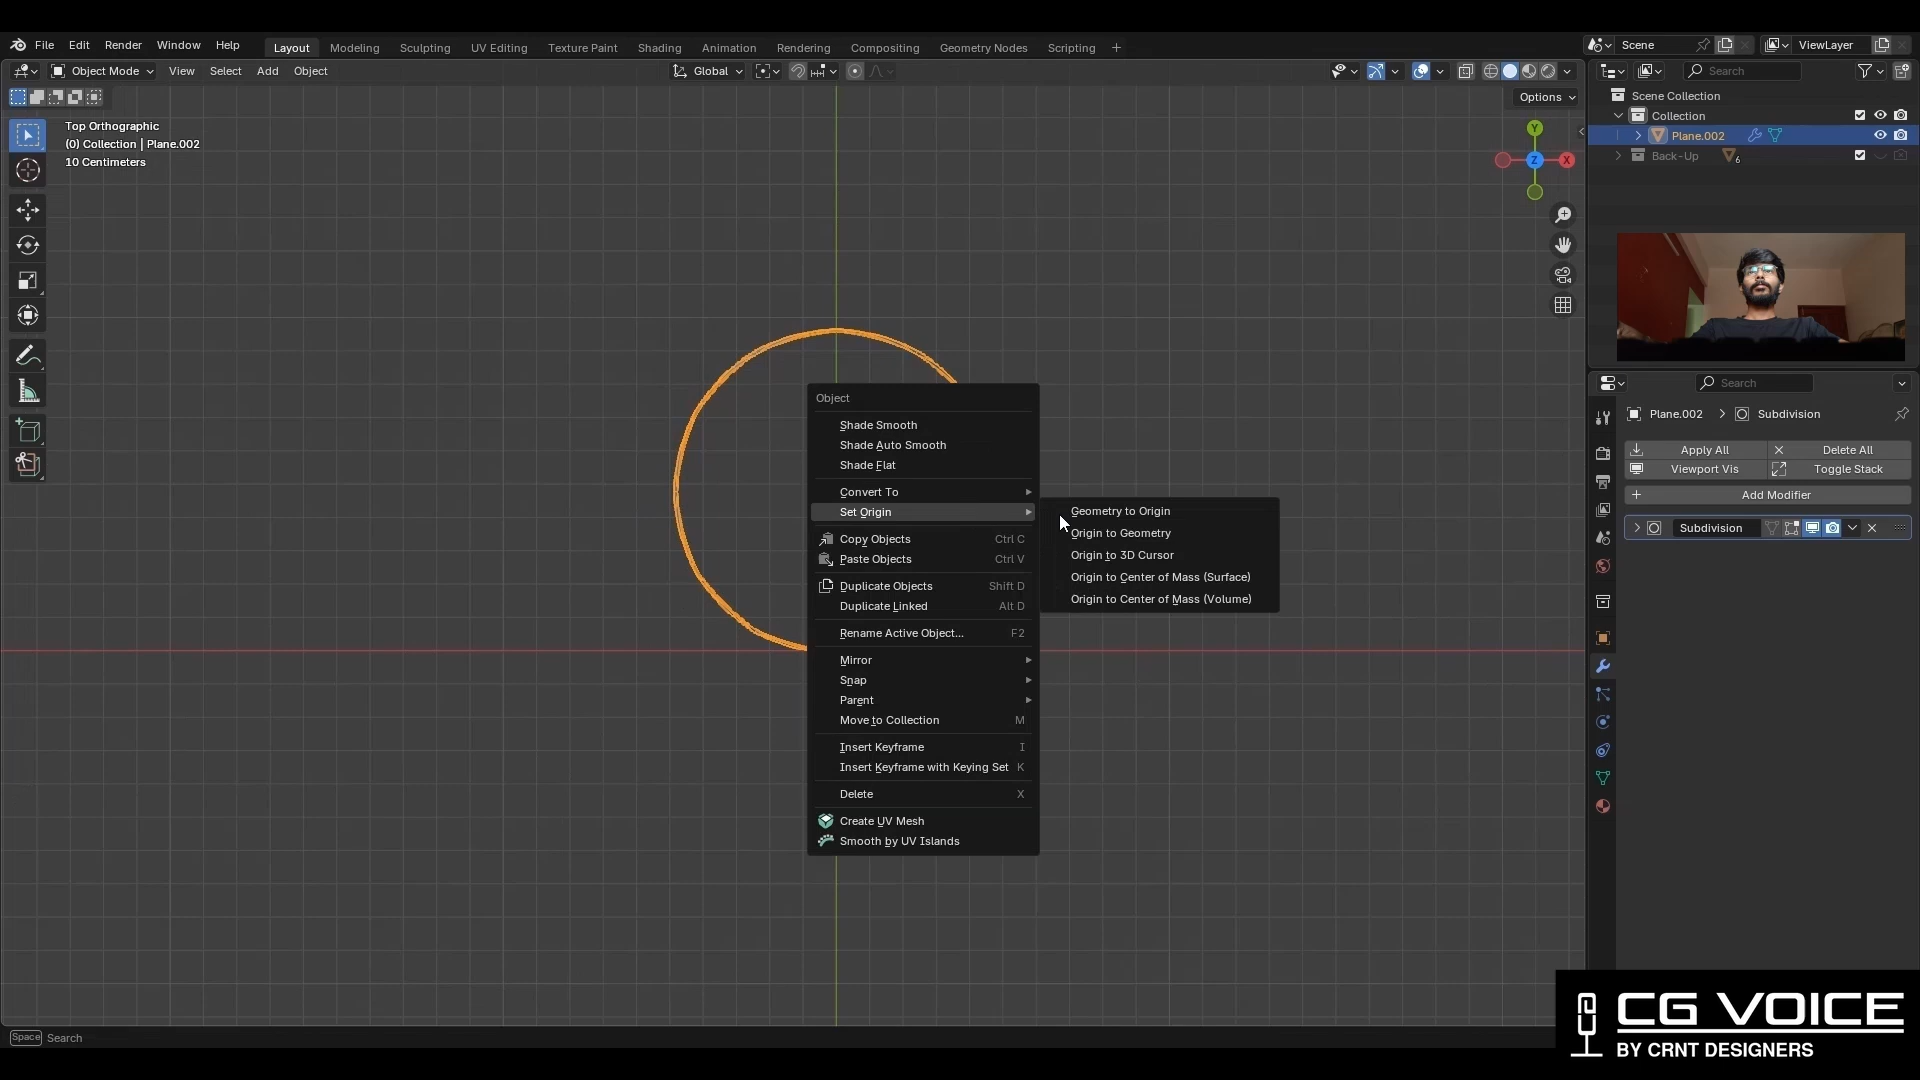 File Edit Render Window Help Layout Modeling Sculpting UV Editing Texture Paint Shading Animation Rendering Compositing Geometry Nodes Scripting + Scene ViewLayer
Object Mode View Select Add Object Global Search
Options
Top Orthographic
(0) Collection | Plane.002
10 Centimeters
Y
Z
X
Scene Collection
Collection
Plane.002
Back-Up 6
Search
Plane.002 > Subdivision
Apply All Delete All
Viewport Vis Toggle Stack
+ Add Modifier
Subdivision
Object
Shade Smooth
Shade Auto Smooth
Shade Flat
Convert To
Set Origin
Copy Objects Ctrl C
Paste Objects Ctrl V
Duplicate Objects Shift D
Duplicate Linked Alt D
Rename Active Object... F2
Mirror
Snap
Parent
Move to Collection M
Insert Keyframe I
Insert Keyframe with Keying Set K
Delete X
Create UV Mesh
Smooth by UV Islands
Geometry to Origin
Origin to Geometry
Origin to 3D Cursor
Origin to Center of Mass (Surface)
Origin to Center of Mass (Volume)
Space Search
CG VOICE
BY CRNT DESIGNERS